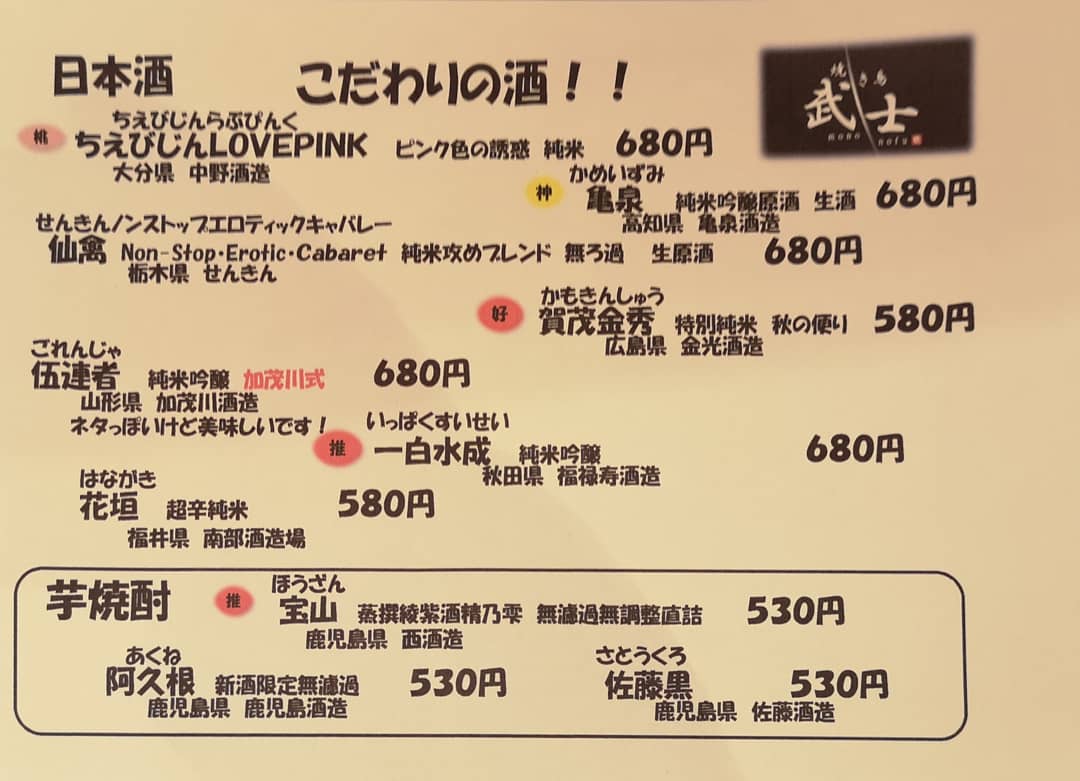 日本酒 こだわりの酒！！
焼き鳥
武士
mono nofu
ちえびじんらぶぴんく
桃 ちえびじんLOVEPINK ピンク色の誘惑 純米 680円
大分県 中野酒造
かめいずみ
神 亀泉 純米吟醸原酒 生酒 680円
高知県 亀泉酒造
せんきん/ノンストップエロティックキャバレー
仙禽 Non-Stop・Erotic・Cabaret 純米攻めブレンド 無ろ過 生原酒 680円
栃木県 せんきん
かもきんしゅう
好 賀茂金秀 特別純米 秋の便り 580円
広島県 金光酒造
ごれんじゃ
伍連者 純米吟醸 加茂川式 680円
山形県 加茂川酒造
ネタっぽいけど美味しいです！
いっぱくすいせい
推 一白水成 純米吟醸 680円
秋田県 福禄寿酒造
はながき
花垣 超辛純米 580円
福井県 南部酒造場
芋焼酎
ほうざん
推 宝山 蒸撰綾紫酒精乃雫 無濾過無調整直詰 530円
鹿児島県 西酒造
あくね
阿久根 新酒限定無濾過 530円
鹿児島県 鹿児島酒造
さとうくろ
佐藤黒 530円
鹿児島県 佐藤酒造